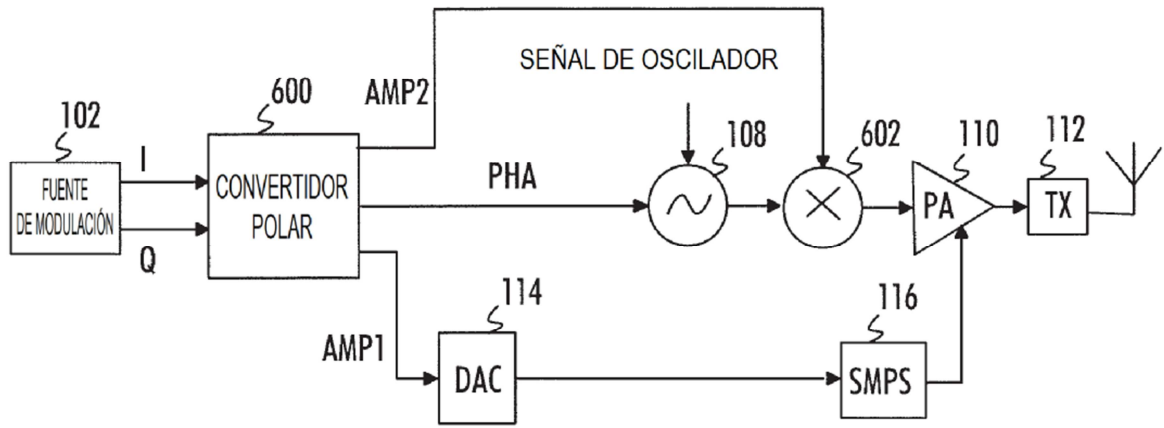 SEÑAL DE OSCILADOR
600
AMP2
102
108
602
110
112
I
FUENTE
DE MODULACIÓN
CONVERTIDOR
POLAR
PHA
PA
TX
Q
114
116
AMP1
DAC
SMPS